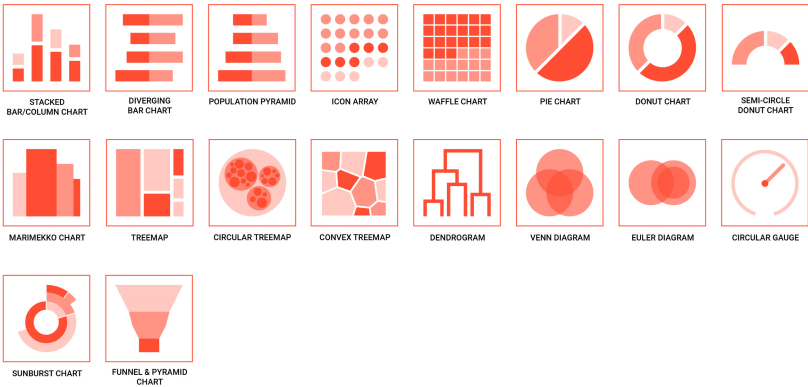 STACKED
BAR/COLUMN CHART
DIVERGING
BAR CHART
POPULATION PYRAMID
ICON ARRAY
WAFFLE CHART
PIE CHART
DONUT CHART
SEMI-CIRCLE
DONUT CHART
MARIMEKKO CHART
TREEMAP
CIRCULAR TREEMAP
CONVEX TREEMAP
DENDROGRAM
VENN DIAGRAM
EULER DIAGRAM
CIRCULAR GAUGE
SUNBURST CHART
FUNNEL & PYRAMID
CHART